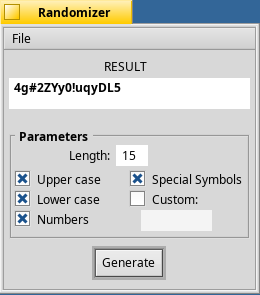 Randomizer
File
RESULT
4g#2ZYy0!uqyDL5
Parameters
Length: 15
Upper case Special Symbols
Lower case Custom:
Numbers
Generate